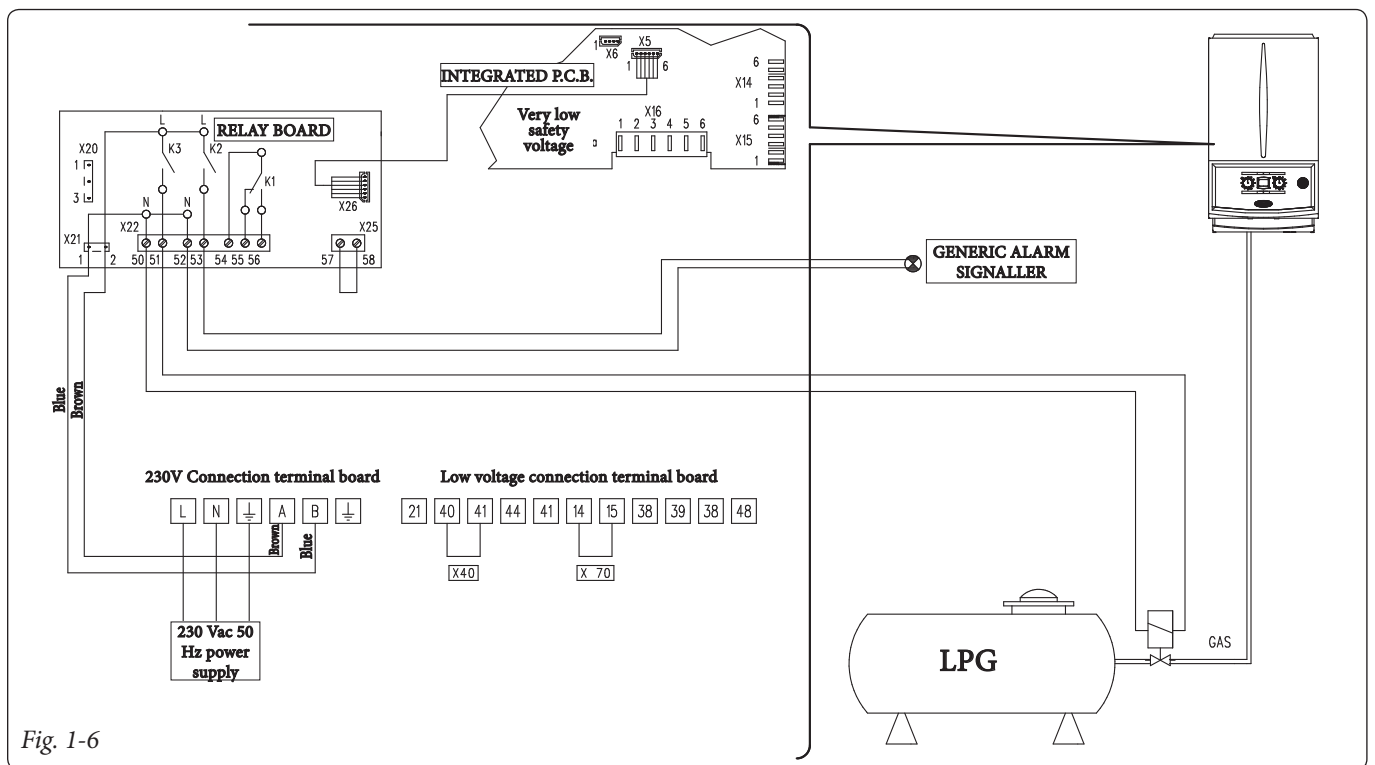 1 X6
X5
1 6
INTEGRATED P.C.B.
6
X14
1
6
X15
1
Very low
safety
voltage
X16
1 2 3 4 5 6
L L
RELAY BOARD
X20
1
3
K3 K2
K1
X26
N N
X21
X22
X25
1 2 50 51 52 53 54 55 56
57 58
GENERIC ALARM
SIGNALLER
Blue
Brown
230V Connection terminal board
L N A B
Brown
Blue
230 Vac 50
Hz power
supply
Low voltage connection terminal board
21 40 41 44 41 14 15 38 39 38 48
X40
X 70
LPG
GAS
Fig. 1-6